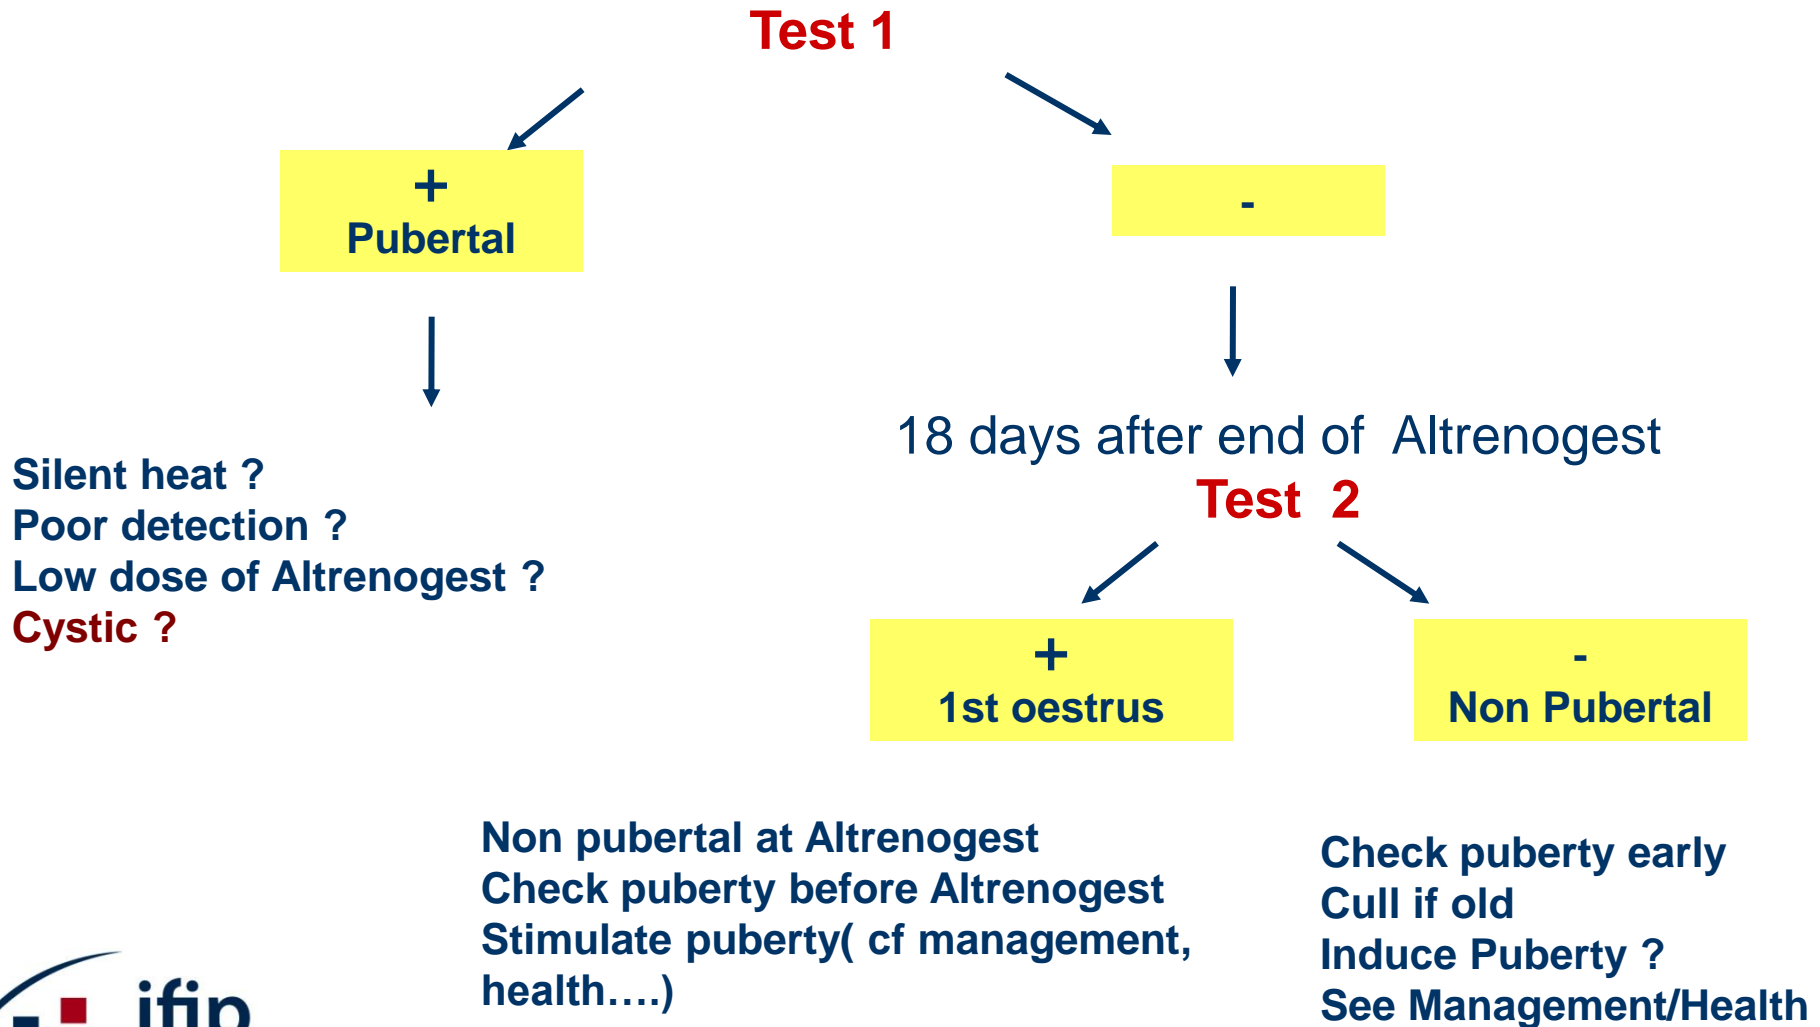 Test 1
+
Pubertal
-
Silent heat ?
Poor detection ?
Low dose of Altrenogest ?
Cystic ?
18 days after end of Altrenogest
Test 2
+
1st oestrus
-
Non Pubertal
Non pubertal at Altrenogest
Check puberty before Altrenogest
Stimulate puberty( cf management,
health....)
Check puberty early
Cull if old
Induce Puberty ?
See Management/Health
ifip